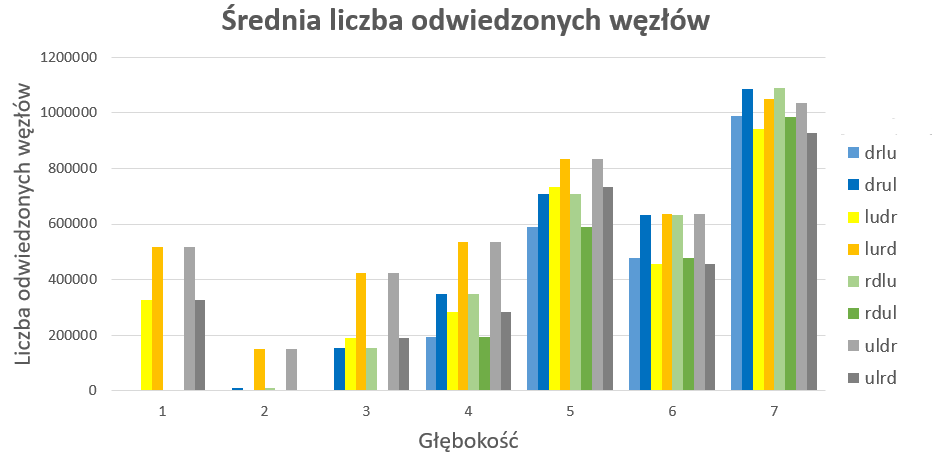 Średnia liczba odwiedzonych węzłów
Liczba odwiedzonych węzłów
1200000
1000000
800000
600000
400000
200000
0
1 2 3 4 5 6 7
Głębokość
drlu
drul
ludr
lurd
rdlu
rdul
uldr
ulrd